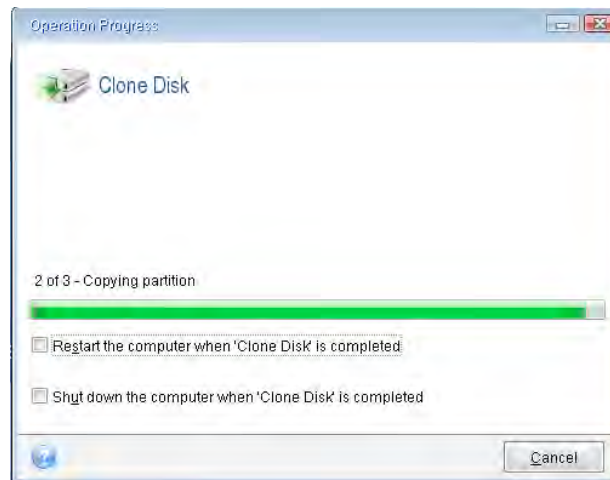 Operation Progress
Clone Disk
2 of 3 - Copying partition
Restart the computer when 'Clone Disk' is completed
Shut down the computer when 'Clone Disk' is completed
Cancel